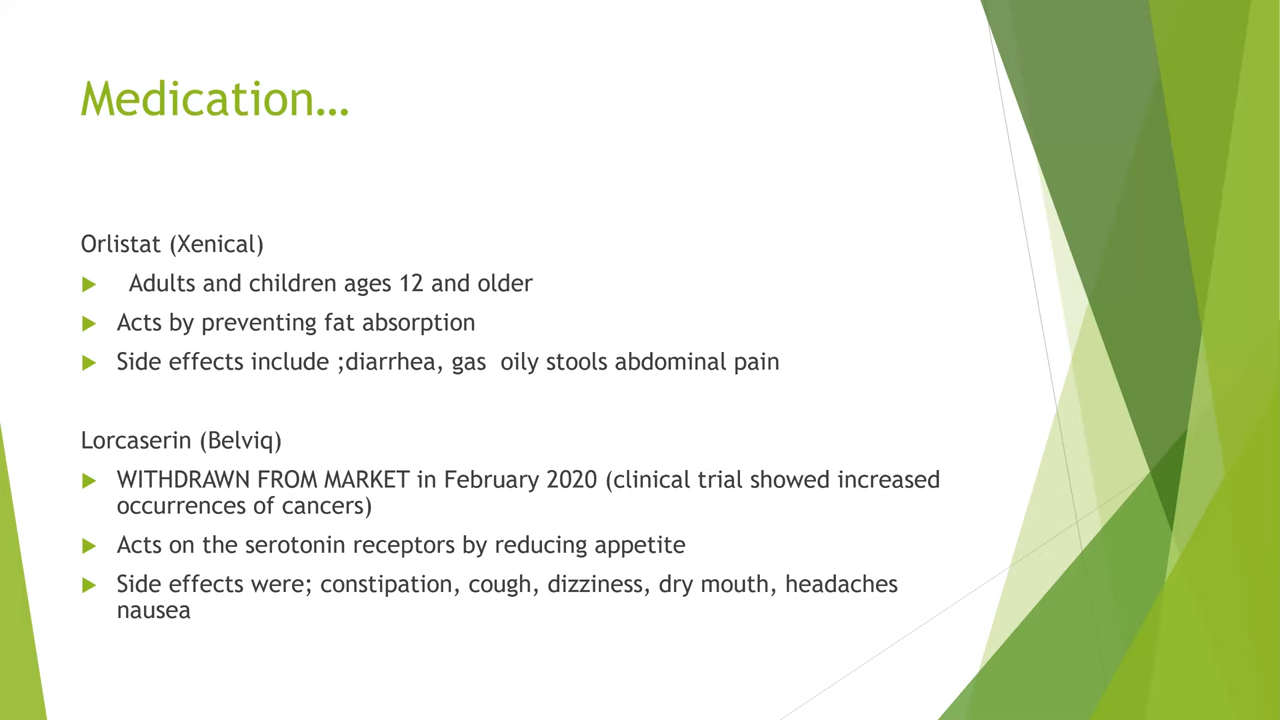 Medication…
Orlistat (Xenical)
Adults and children ages 12 and older
Acts by preventing fat absorption
Side effects include ;diarrhea, gas  oily stools abdominal pain
Lorcaserin (Belviq)
WITHDRAWN FROM MARKET in February 2020 (clinical trial showed increased
occurrences of cancers)
Acts on the serotonin receptors by reducing appetite
Side effects were; constipation, cough, dizziness, dry mouth, headaches
nausea